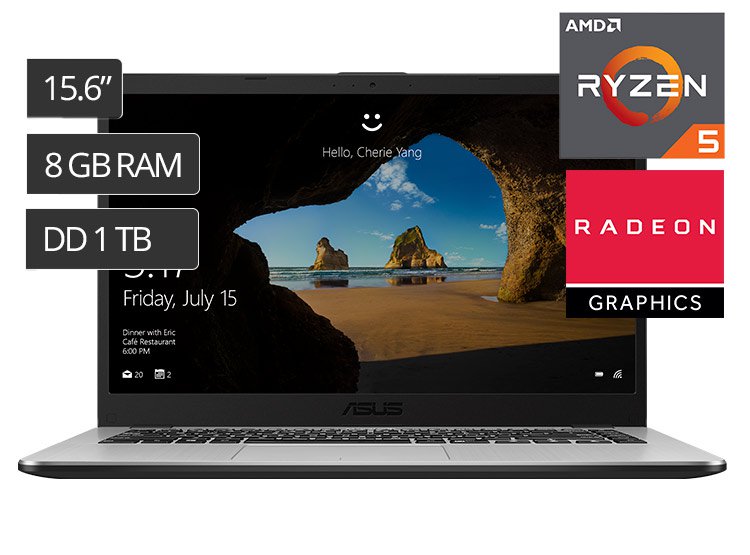 15.6”
8 GB RAM
DD 1 TB
AMD
RYZEN
5
RADEON
GRAPHICS
Hello, Cherie Yang
Friday, July 15
Dinner with Eric
Café Restaurant
6:00 PM
20
2
ASUS